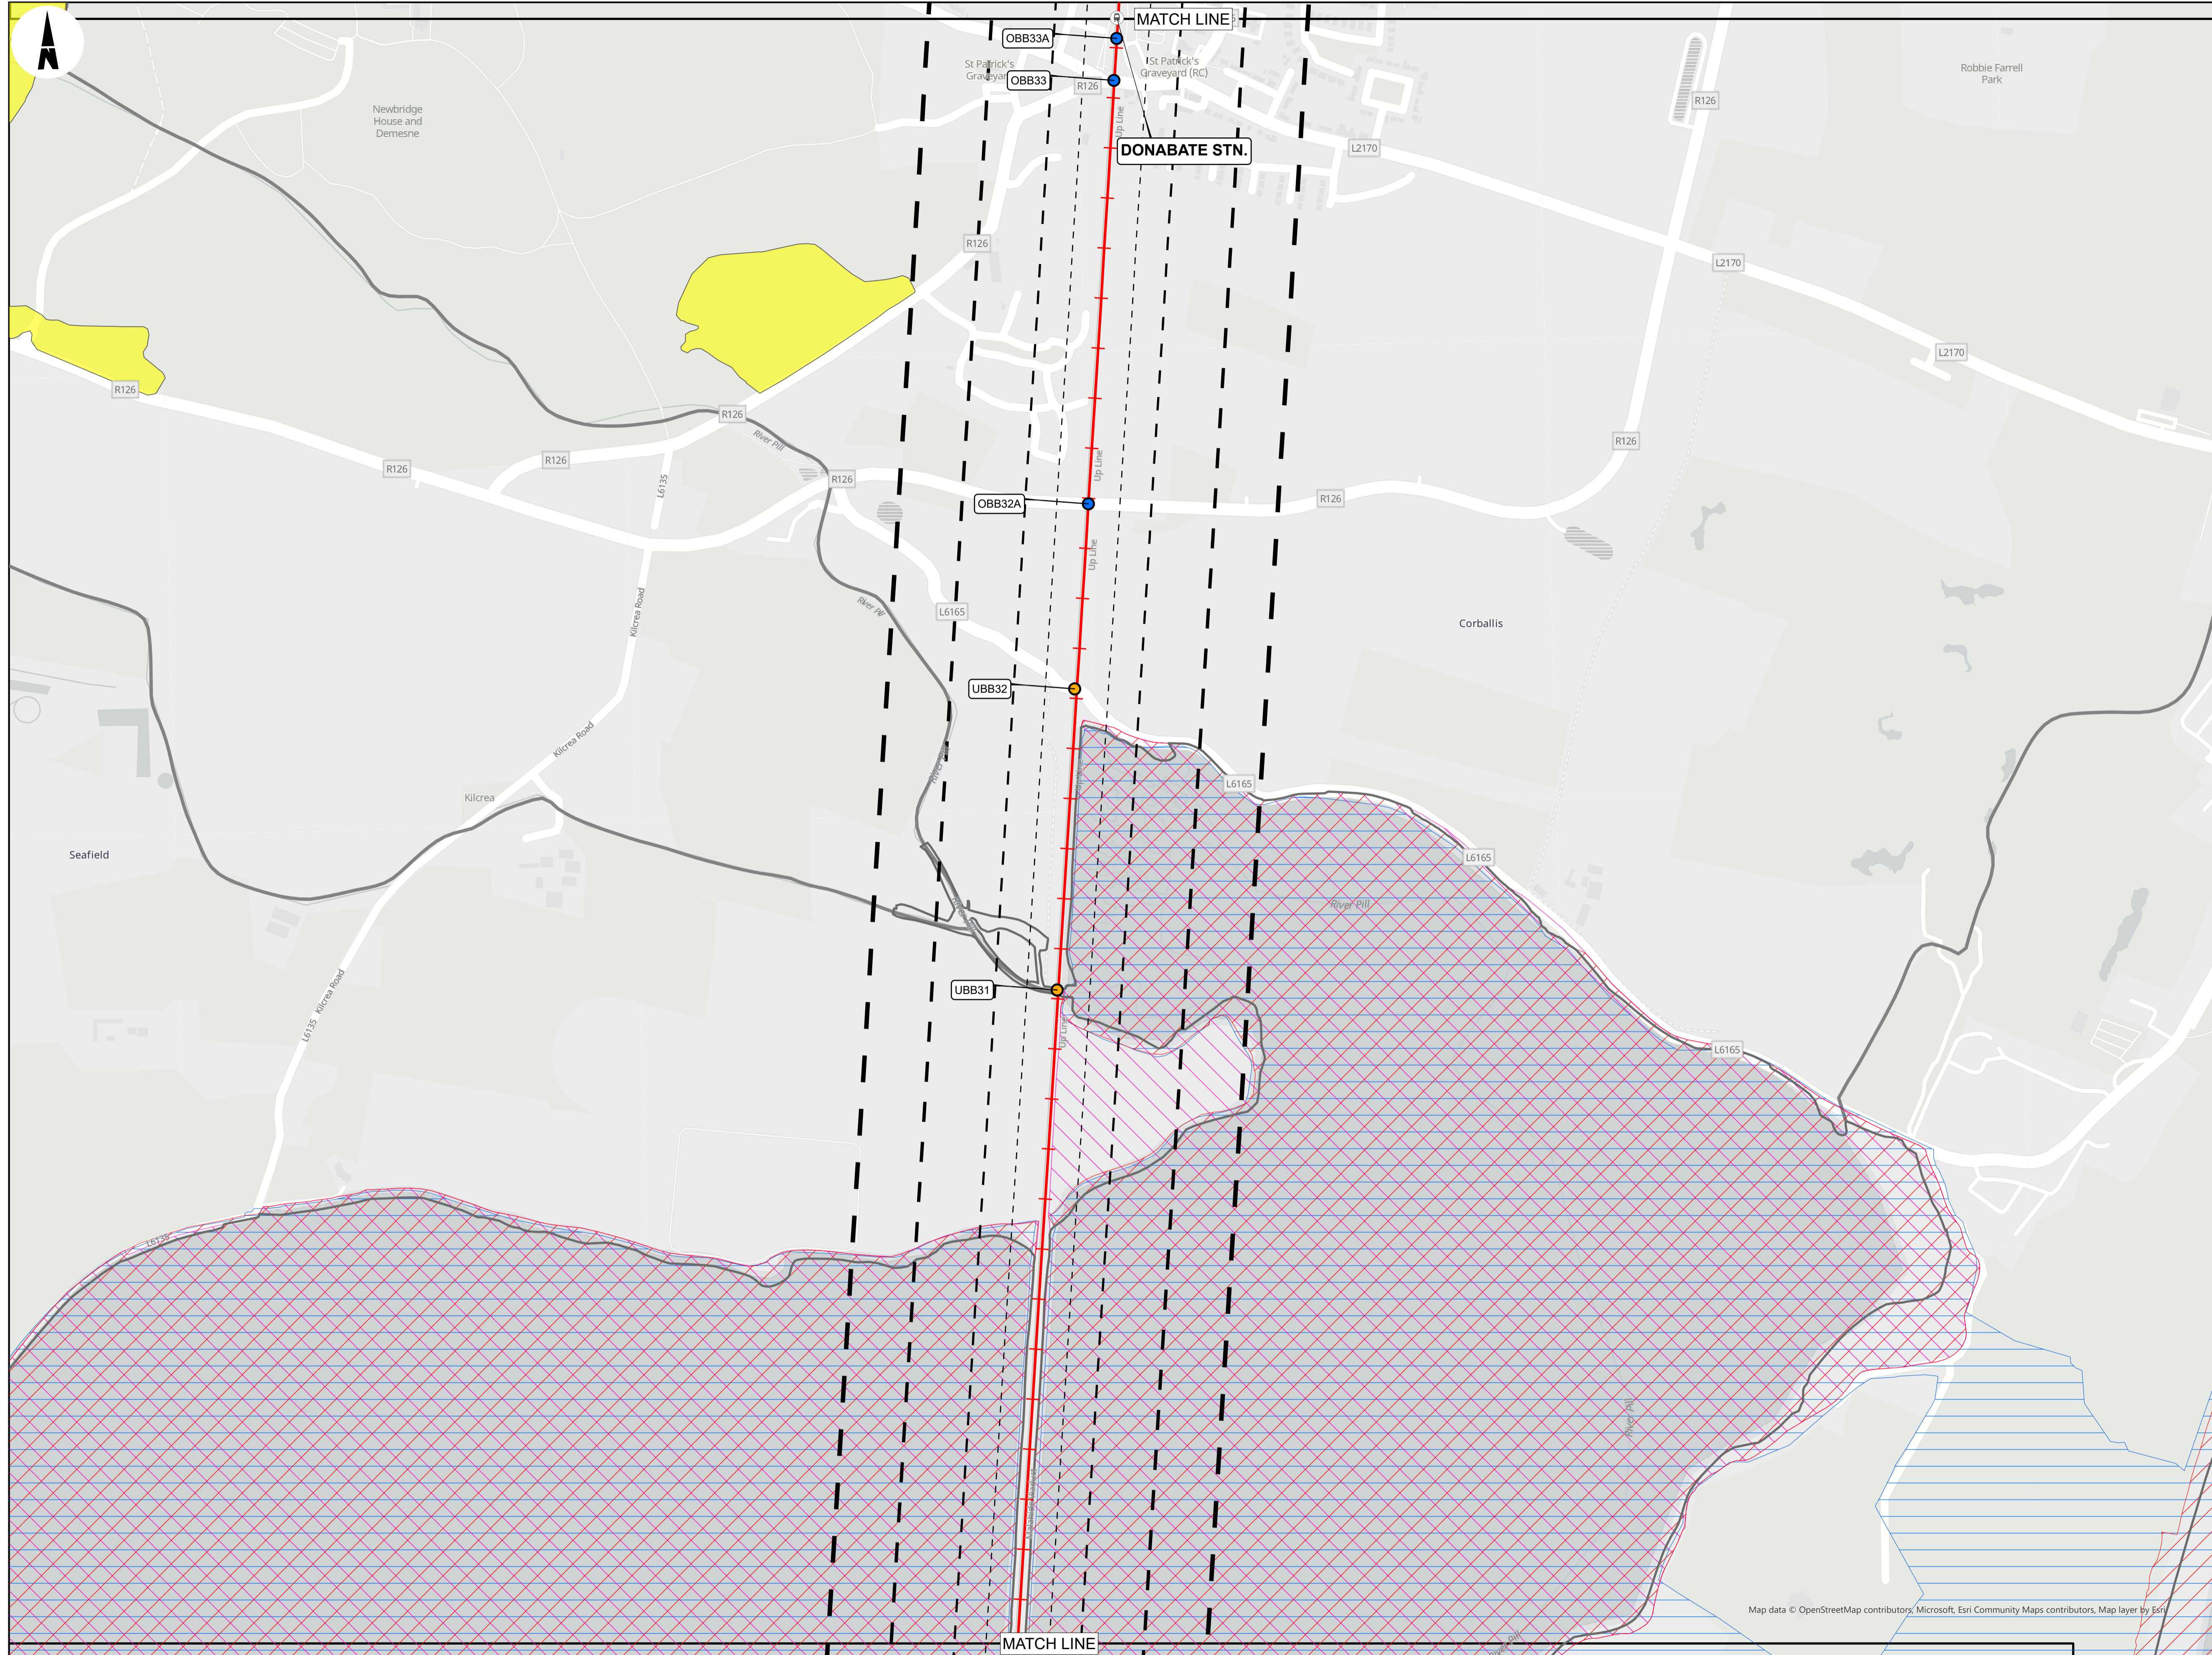 MATCH LINE
N
OBB33A
St Patrick's
St Patrick's
Graveyard (RC)
OBB33
R126
Up Line
DONABATE STN.
L2170
R126
Robbie Farrell
Park
Newbridge
House and
Demesne
R126
L2170
L2170
R126
R126
River Pill
R126
R126
R126
L6135
Up Line
OBB32A
R126
R126
Up Line
River Pill
Kilcrea Road
L6165
Corballis
UBB32
Kilcrea Road
L6165
Kilcrea
Seafield
L6165
River Pill
UBB31
L6135
Kilcrea Road
Up Line
L6165
L6135
River Pill
Map data © OpenStreetMap contributors, Microsoft, Esri Community Maps contributors, Map layer by Esri
MATCH LINE